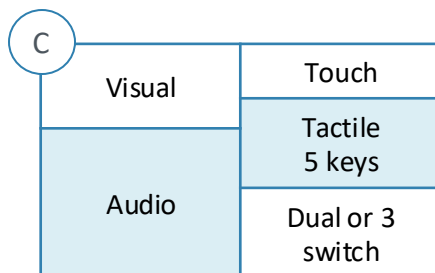 C
Visual
Touch
Tactile
5 keys
Audio
Dual or 3
switch